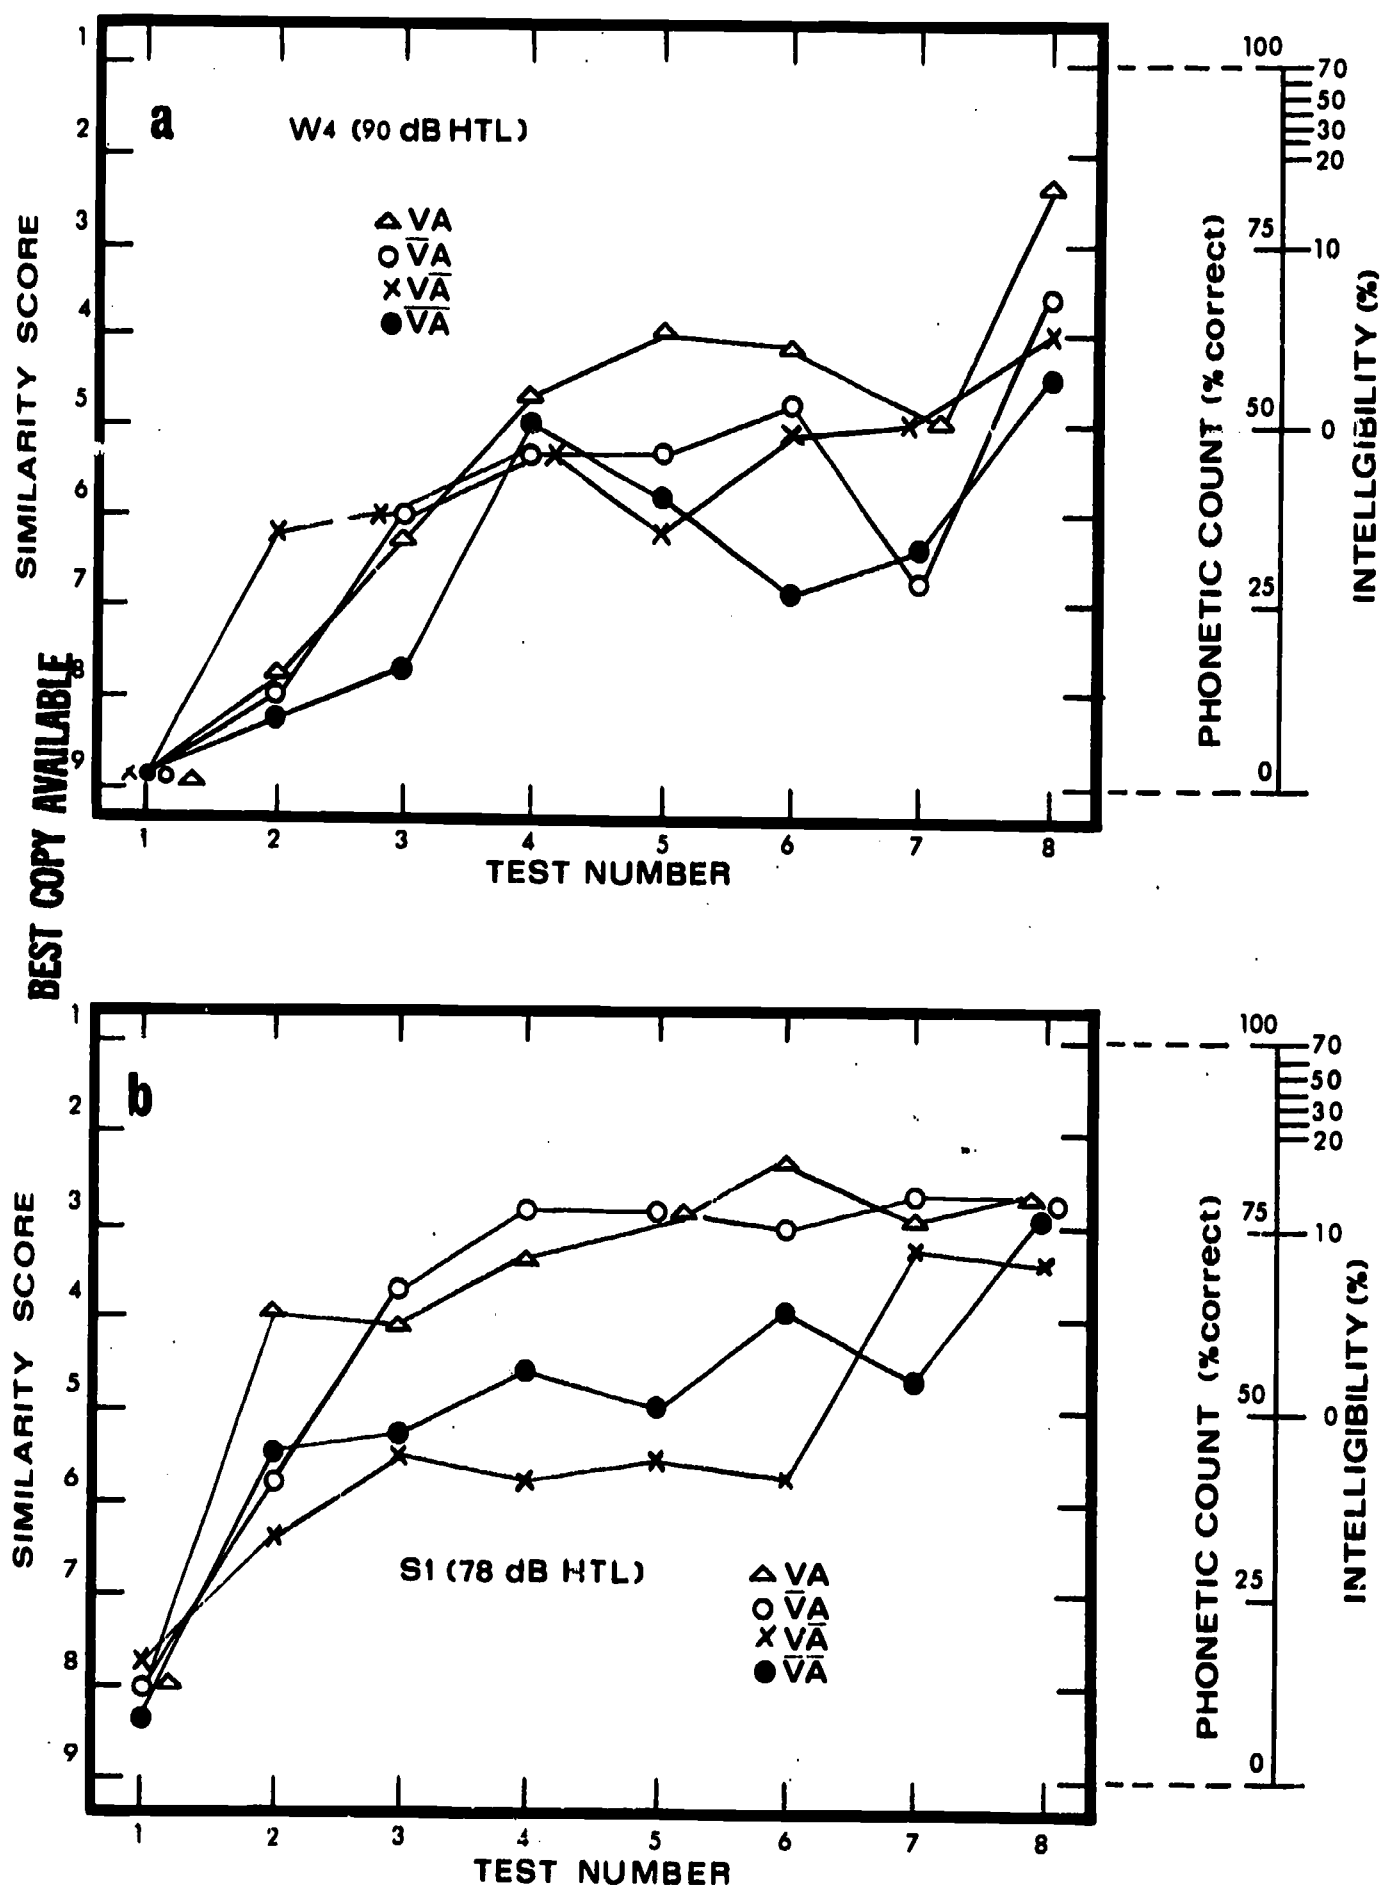 1
100
70
50
30
20
a
W4 (90 dB HTL)
2
3
75
10
△ VA
○ V̅A
× VA̅
● V̅A̅
4
5
50
0
6
7
25
8
9
0
SIMILARITY SCORE
PHONETIC COUNT (% correct)
INTELLGIBILITY (%)
1 2 3 4 5 6 7 8
TEST NUMBER
BEST COPY AVAILABLE
1
100
70
50
30
20
b
2
3
75
10
4
5
50
0
6
7
25
S1 (78 dB HTL)
△ VA
○ V̅A
× VA̅
● V̅A̅
8
9
0
SIMILARITY SCORE
PHONETIC COUNT (%correct)
INTELLIGIBILITY (%)
1 2 3 4 5 6 7 8
TEST NUMBER